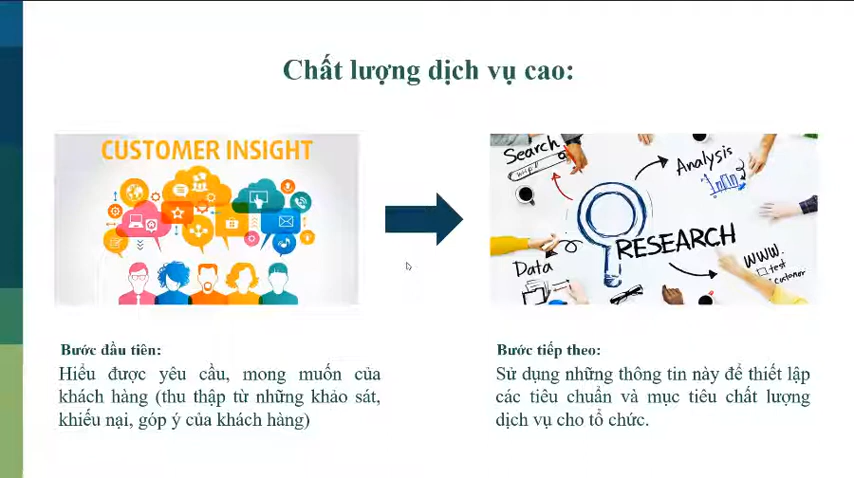 Chất lượng dịch vụ cao:
CUSTOMER INSIGHT
Search
http://
Analysis
RESEARCH
Data
WWW.
test
customer
Bước đầu tiên:
Hiểu được yêu cầu, mong muốn của
khách hàng (thu thập từ những khảo sát,
khiếu nại, góp ý của khách hàng)
Bước tiếp theo:
Sử dụng những thông tin này để thiết lập
các tiêu chuẩn và mục tiêu chất lượng
dịch vụ cho tổ chức.